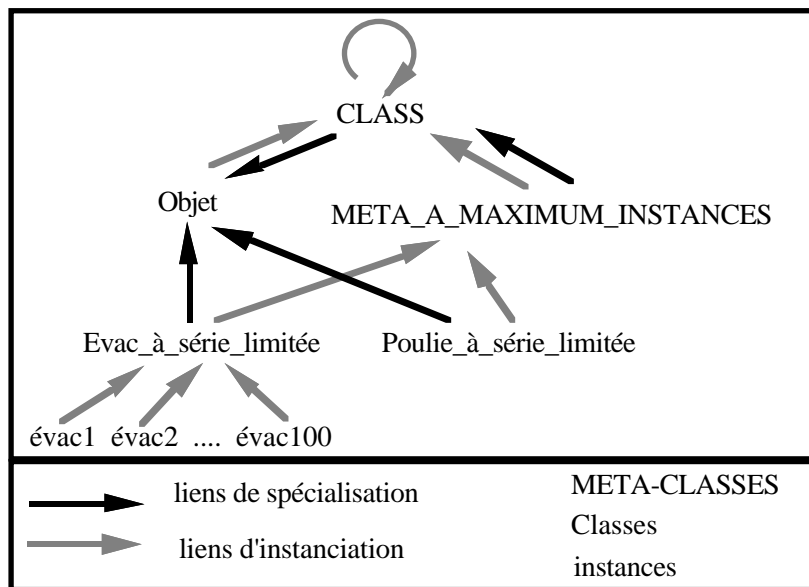 CLASS
Objet
META_A_MAXIMUM_INSTANCES
Evac_à_série_limitée
Poulie_à_série_limitée
évac1 évac2 .... évac100
liens de spécialisation
META-CLASSES
Classes
liens d'instanciation
instances